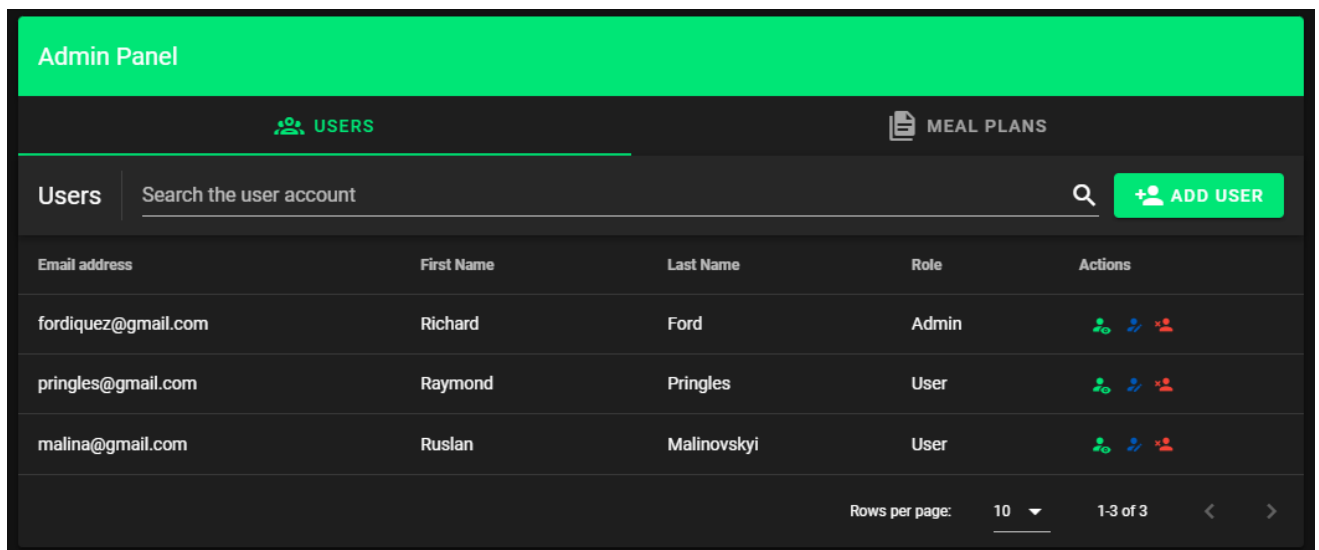 Admin Panel
USERS MEAL PLANS
Users Search the user account ADD USER
Email address First Name Last Name Role Actions
fordiquez@gmail.com Richard Ford Admin
pringles@gmail.com Raymond Pringles User
malina@gmail.com Ruslan Malinovskyi User
Rows per page: 10 1-3 of 3